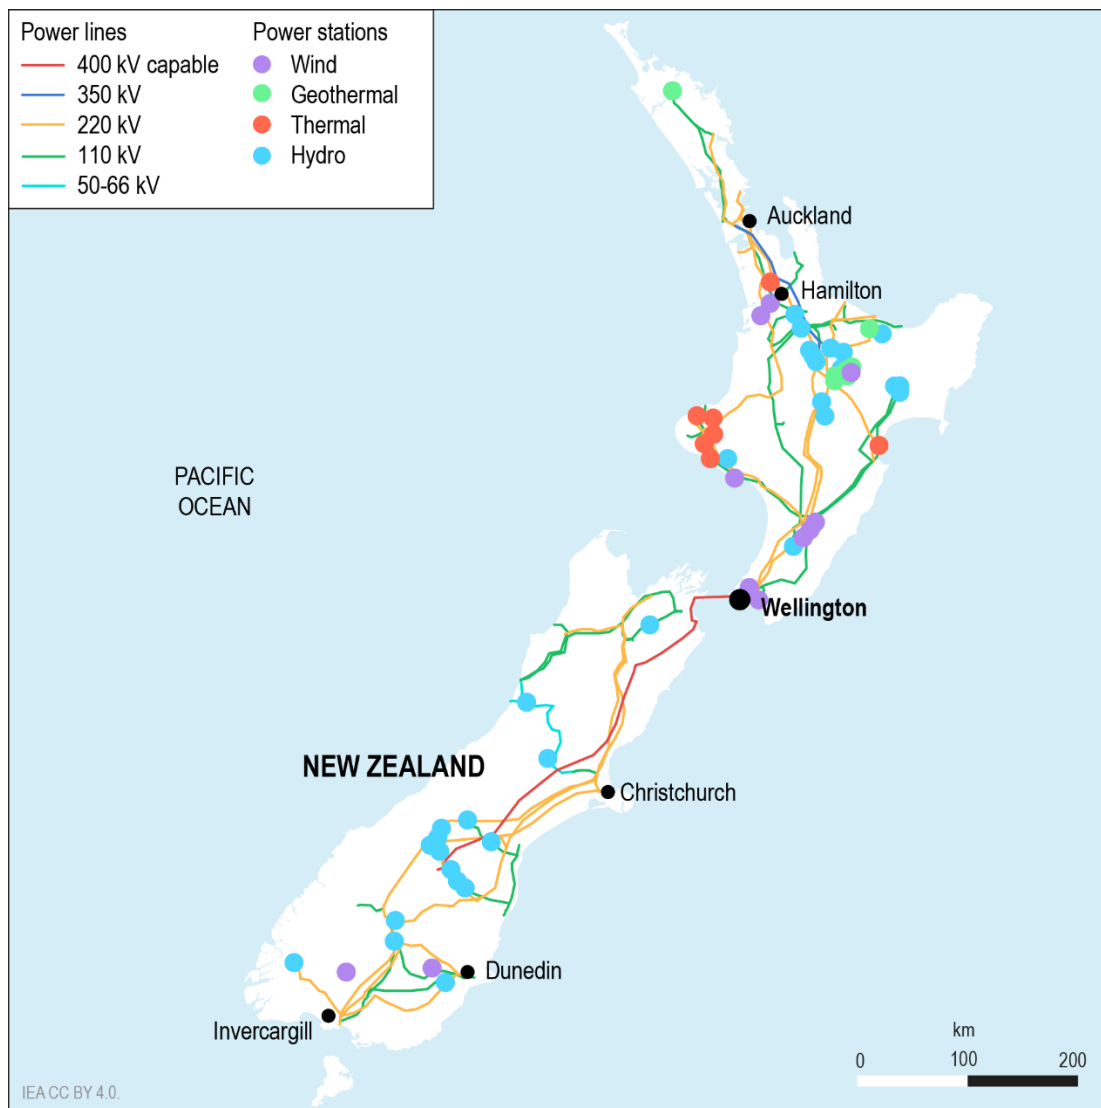 Power lines
400 kV capable
350 kV
220 kV
110 kV
50-66 kV
Power stations
Wind
Geothermal
Thermal
Hydro
Auckland
Hamilton
PACIFIC
OCEAN
Wellington
NEW ZEALAND
Christchurch
Dunedin
Invercargill
km
0
100
200
IEA CC BY 4.0.